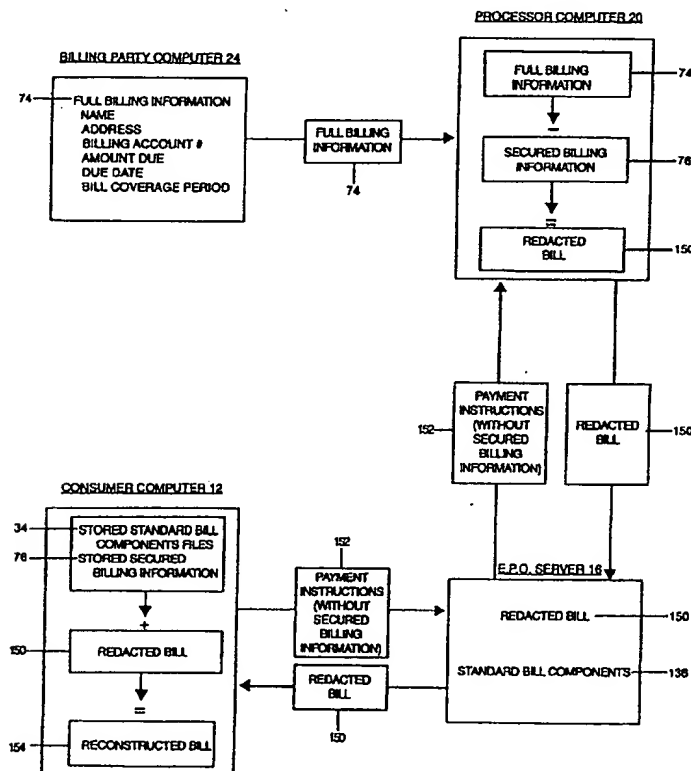 PROCESSOR COMPUTER 20
BILLING PARTY COMPUTER 24
74
FULL BILLING INFORMATION
NAME
ADDRESS
BILLING ACCOUNT #
AMOUNT DUE
DUE DATE
BILL COVERAGE PERIOD
FULL BILLING
INFORMATION
74
FULL BILLING
INFORMATION
74
SECURED BILLING
INFORMATION
76
=
REDACTED
BILL
150
152
PAYMENT
INSTRUCTIONS
(WITHOUT
SECURED
BILLING
INFORMATION)
REDACTED
BILL
150
CONSUMER COMPUTER 12
34
STORED STANDARD BILL
COMPONENTS FILES
76
STORED SECURED
BILLING INFORMATION
+
150
REDACTED BILL
=
154
RECONSTRUCTED BILL
152
PAYMENT
INSTRUCTIONS
(WITHOUT
SECURED
BILLING
INFORMATION)
REDACTED
BILL
150
E.P.O. SERVER 16
REDACTED BILL
150
STANDARD BILL COMPONENTS
136